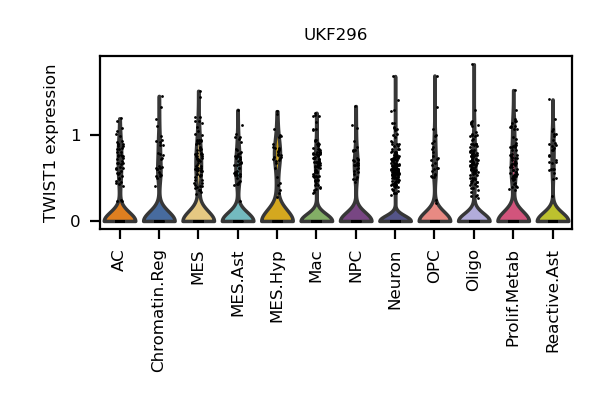 UKF296
TWIST1 expression
1
0
AC
Chromatin.Reg
MES
MES.Ast
MES.Hyp
Mac
NPC
Neuron
OPC
Oligo
Prolif.Metab
Reactive.Ast